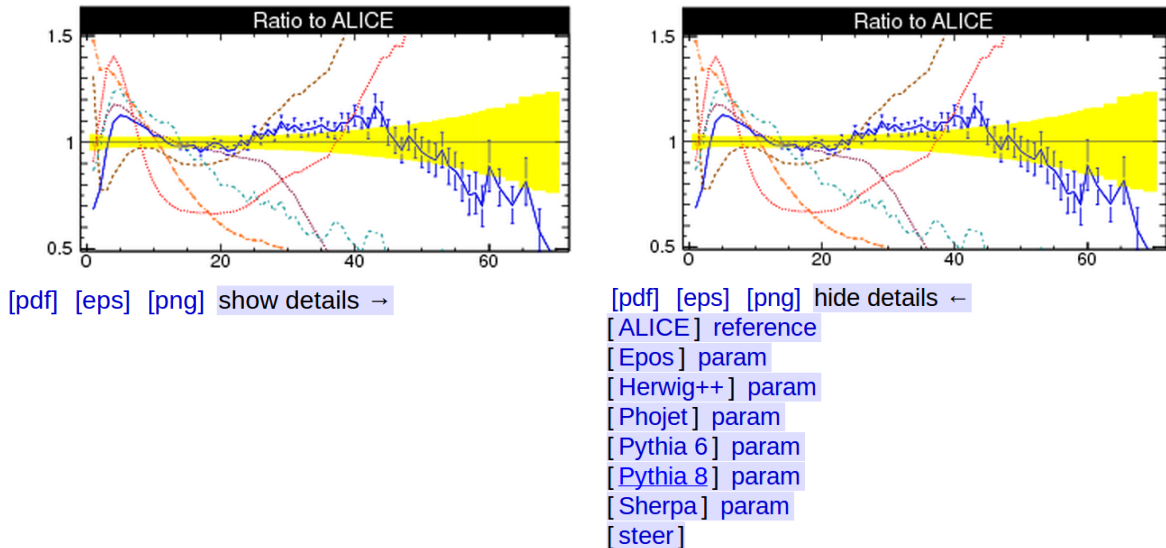 Ratio to ALICE
1.5
1
0.5
0 20 40 60
[pdf] [eps] [png] show details →
Ratio to ALICE
1.5
1
0.5
0 20 40 60
[pdf] [eps] [png] hide details ←
[ ALICE ] reference
[ Epos ] param
[ Herwig++ ] param
[ Phojet ] param
[ Pythia 6 ] param
[ Pythia 8 ] param
[ Sherpa ] param
[ steer ]